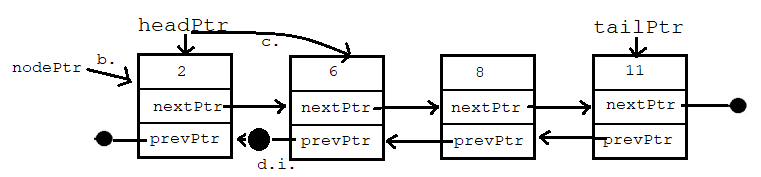 headPtr
tailPtr
c.
b.
nodePtr
2
6
8
11
nextPtr
nextPtr
nextPtr
nextPtr
prevPtr
prevPtr
prevPtr
prevPtr
d.i.